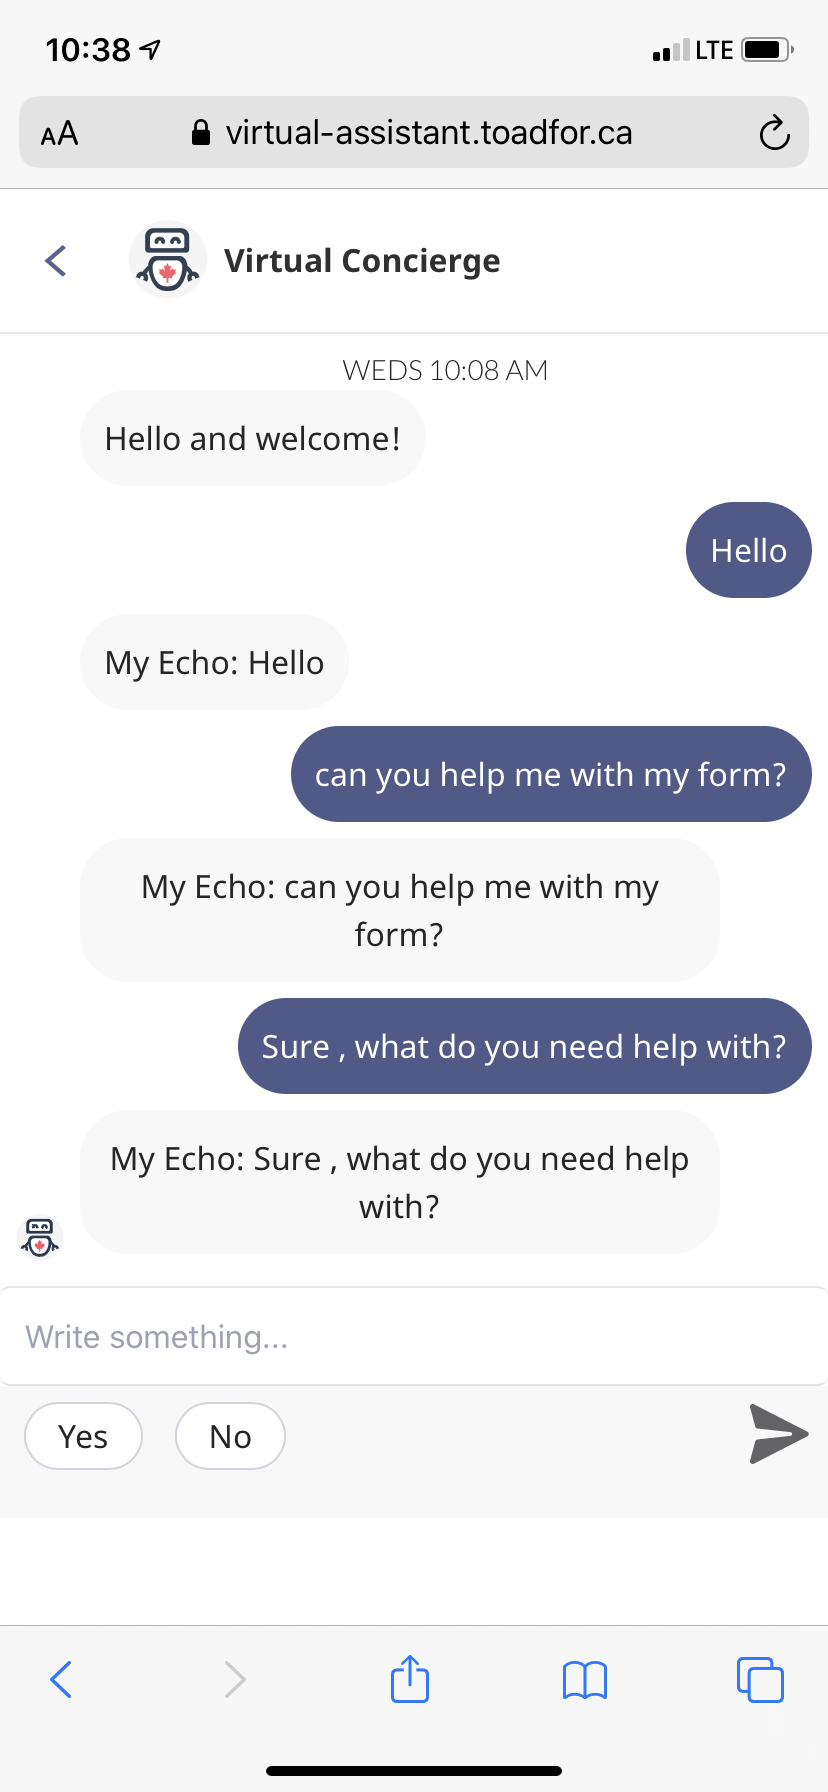 10:38
LTE
AA
virtual-assistant.toadfor.ca
Virtual Concierge
WEDS 10:08 AM
Hello and welcome!
Hello
My Echo: Hello
can you help me with my form?
My Echo: can you help me with my
form?
Sure , what do you need help with?
My Echo: Sure , what do you need help
with?
Write something...
Yes
No